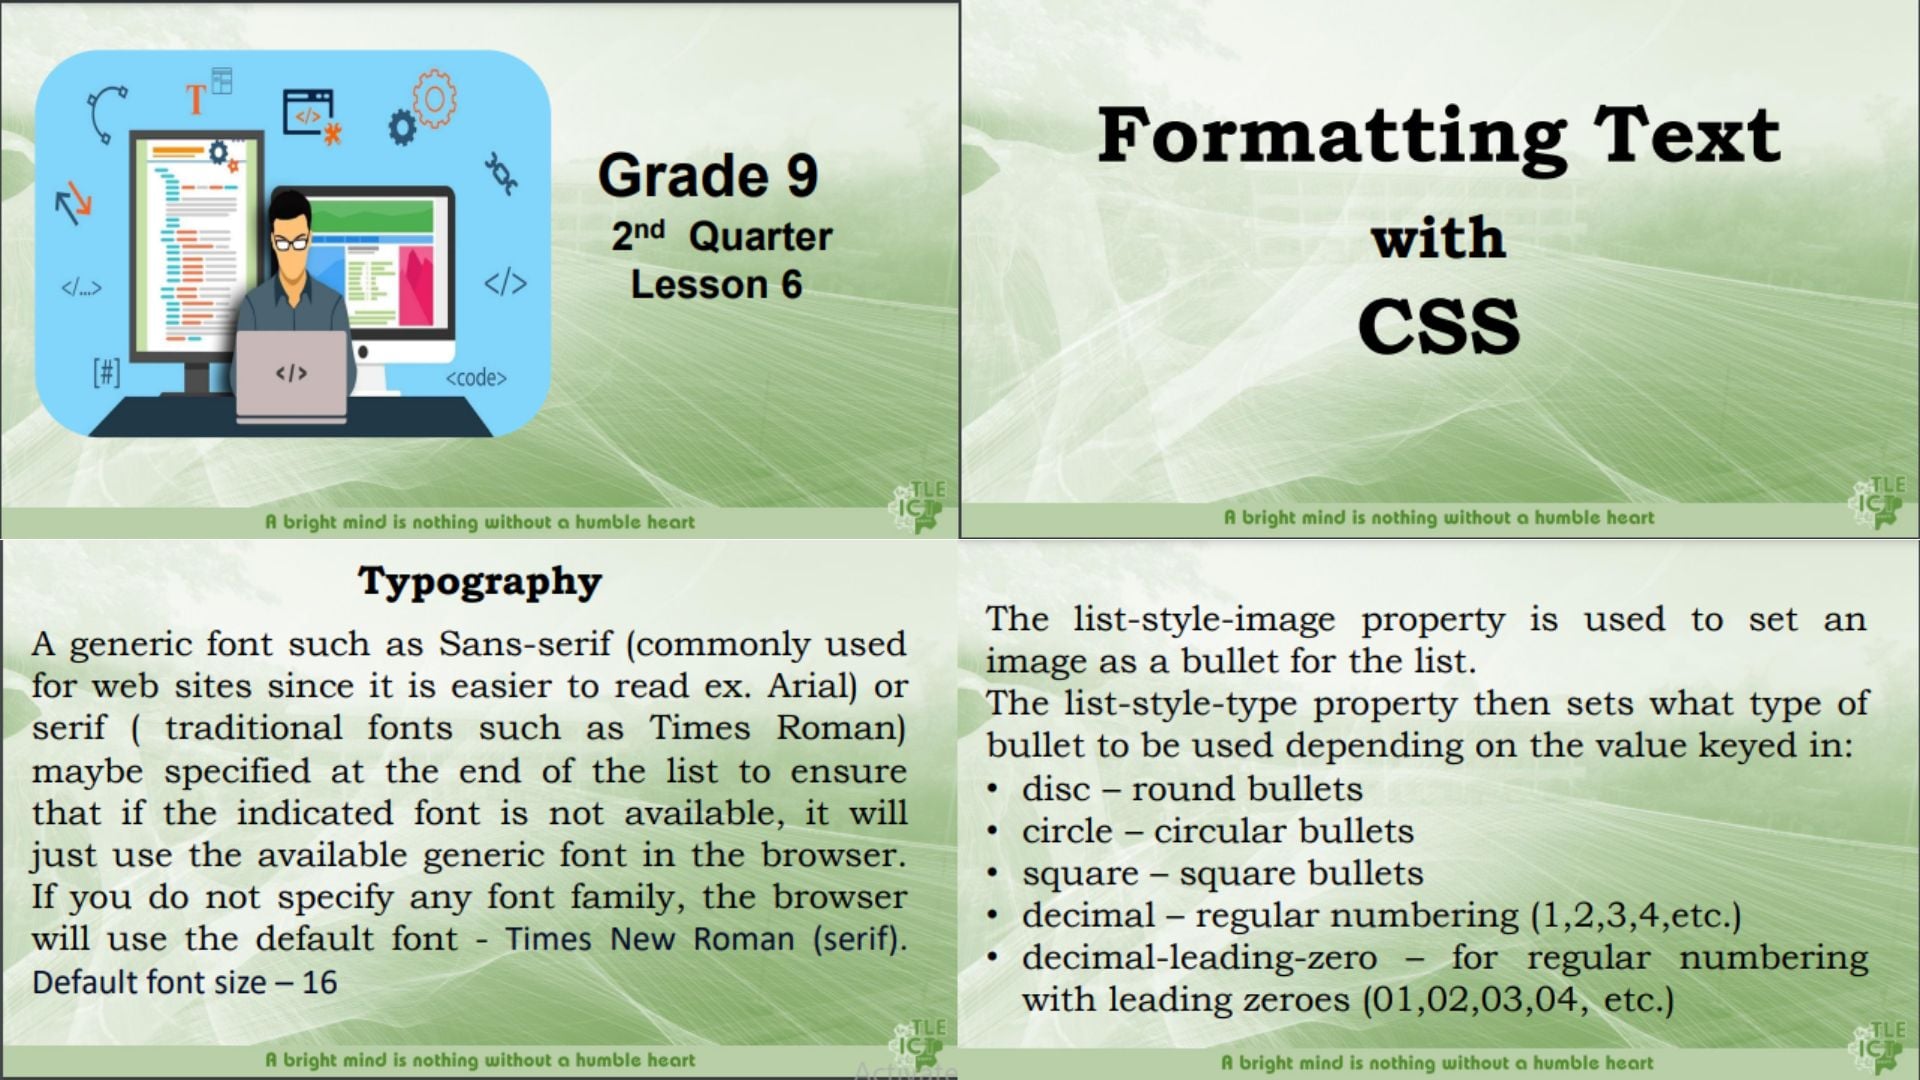 T
</>
</...>
</>
[#]
</>
<code>
Grade 9
2nd Quarter
Lesson 6
TLE
ICT
A bright mind is nothing without a humble heart
Formatting Text
with
CSS
TLE
ICT
A bright mind is nothing without a humble heart
Typography
A generic font such as Sans-serif (commonly used
for web sites since it is easier to read ex. Arial) or
serif ( traditional fonts such as Times Roman)
maybe specified at the end of the list to ensure
that if the indicated font is not available, it will
just use the available generic font in the browser.
If you do not specify any font family, the browser
will use the default font - Times New Roman (serif).
Default font size – 16
TLE
ICT
A bright mind is nothing without a humble heart
Activate
The list-style-image property is used to set an
image as a bullet for the list.
The list-style-type property then sets what type of
bullet to be used depending on the value keyed in:
• disc – round bullets
• circle – circular bullets
• square – square bullets
• decimal – regular numbering (1,2,3,4,etc.)
• decimal-leading-zero – for regular numbering
with leading zeroes (01,02,03,04, etc.)
TLE
ICT
A bright mind is nothing without a humble heart